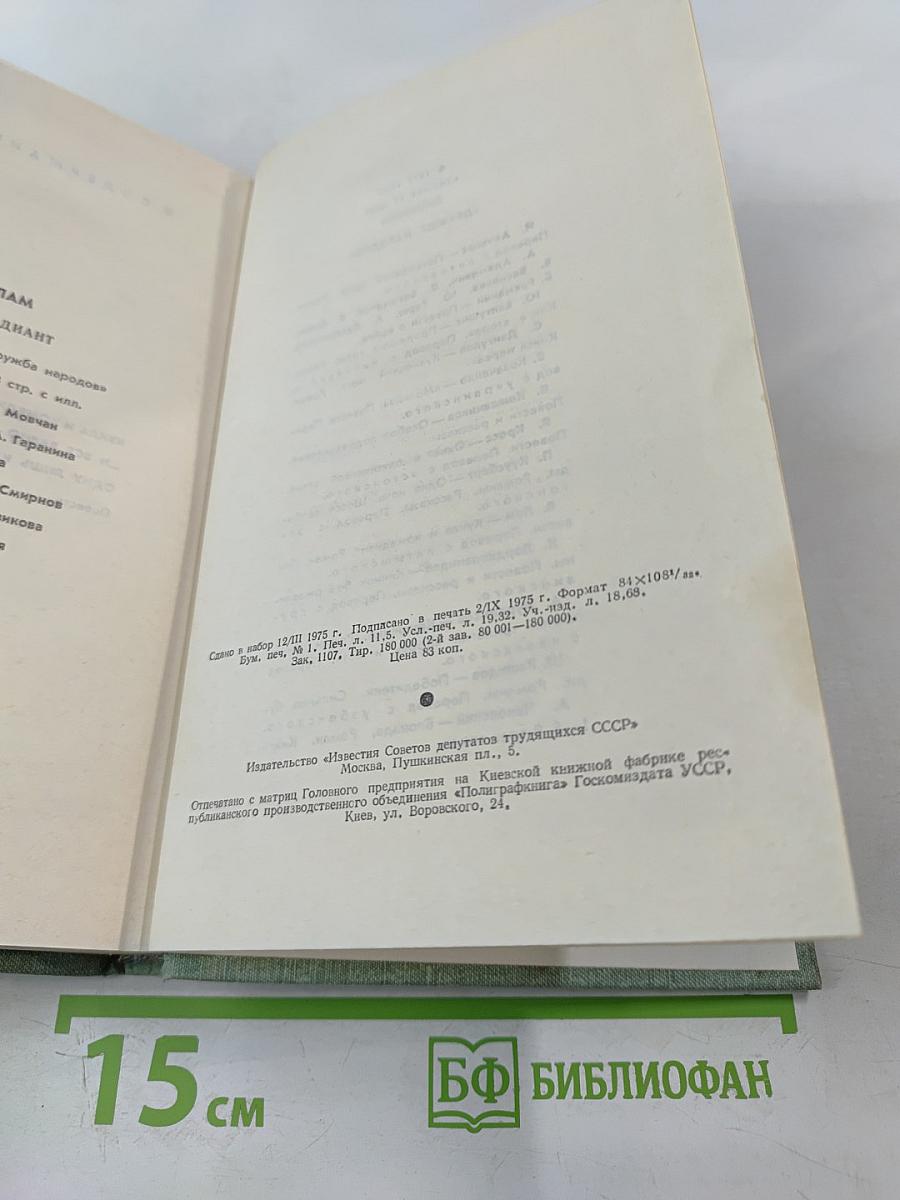 ЛАМ
ДИАНТ
ружба народов»
стр. с илл.
Мовчан
А. Гаранина
а
Смирнов
викова
я
Сдано в набор 12/III 1975 г. Подписано в печать 2/IX 1975 г. Формат 84×108¹/₃₂.
Бум. печ. № 1. Печ. л. 11,5. Усл.-печ. л. 19,32. Уч.-изд. л. 18,68.
Зак. 1107. Тир. 180 000 (2-й зав. 80 001—180 000).
Цена 83 коп.
Издательство «Известия Советов депутатов трудящихся СССР»
Москва, Пушкинская пл., 5.
Отпечатано с матриц Головного предприятия на Киевской книжной фабрике рес-
публиканского производственного объединения «Полиграфкнига» Госкомиздата УССР,
Киев, ул. Воровского, 24.
15 см
БФ БИБЛИОФАН